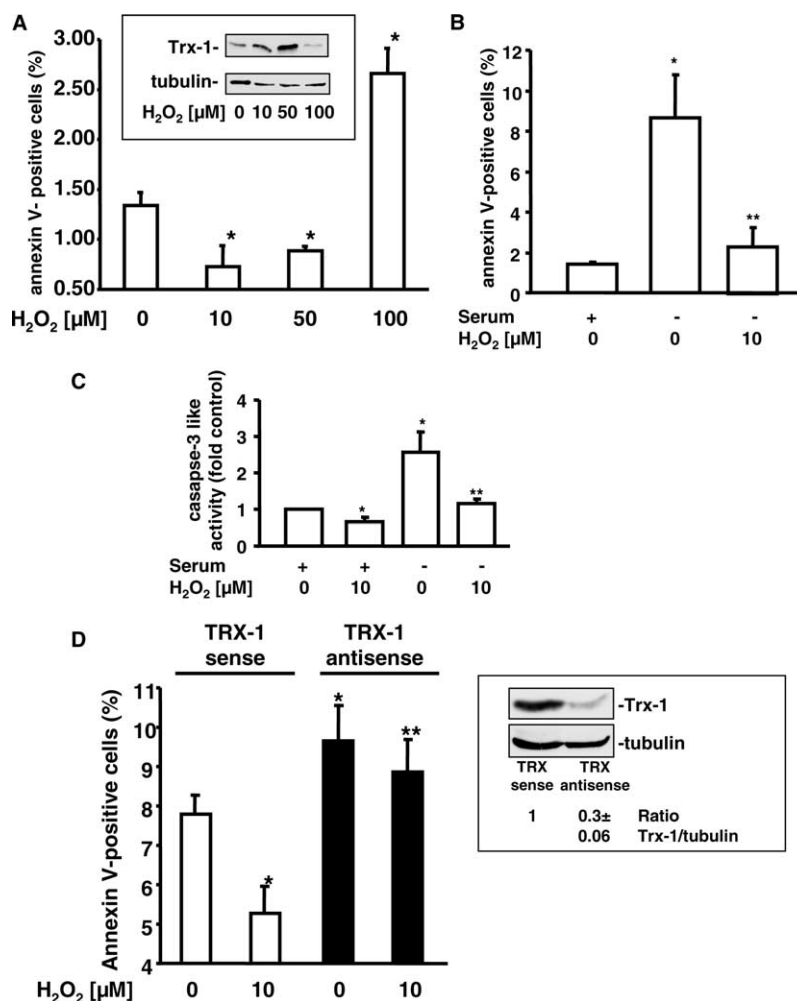 A
annexin V- positive cells (%)
3.00
2.50
1.50
1.00
0.50
*
*
*
Trx-1-
tubulin-
H₂O₂ [µM] 0 10 50 100
H₂O₂ [µM] 0 10 50 100
B
annexin V-positive cells (%)
12
10
8
6
4
2
0
*
**
Serum + - -
H₂O₂ [µM] 0 0 10
C
casapse-3 like
activity (fold control)
4
3
2
1
0
*
*
**
Serum + + - -
H₂O₂ [µM] 0 10 0 10
D
TRX-1
sense
TRX-1
antisense
Annexin V-positive cells (%)
11
10
9
8
7
6
5
4
*
*
**
H₂O₂ [µM] 0 10 0 10
-Trx-1
-tubulin
TRX TRX
sense antisense
1 0.3± Ratio
0.06 Trx-1/tubulin